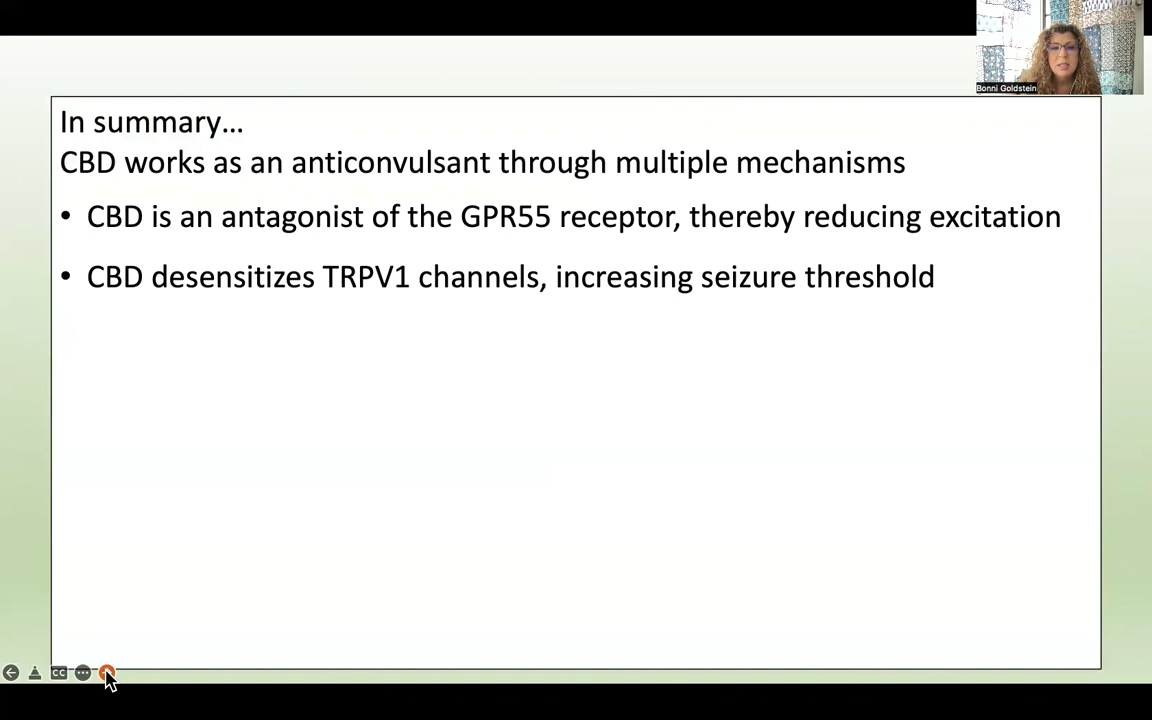 Bonni Goldstein
In summary...
CBD works as an anticonvulsant through multiple mechanisms
• CBD is an antagonist of the GPR55 receptor, thereby reducing excitation
• CBD desensitizes TRPV1 channels, increasing seizure threshold
CC